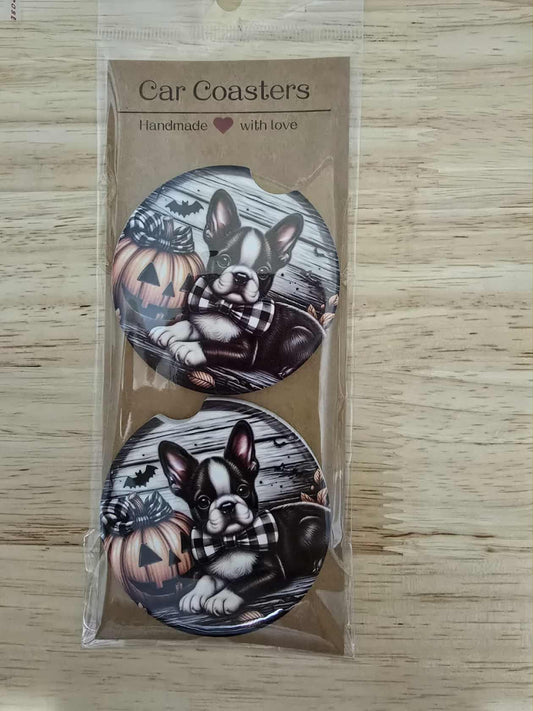 Car Coasters
Handmade ❤ with love